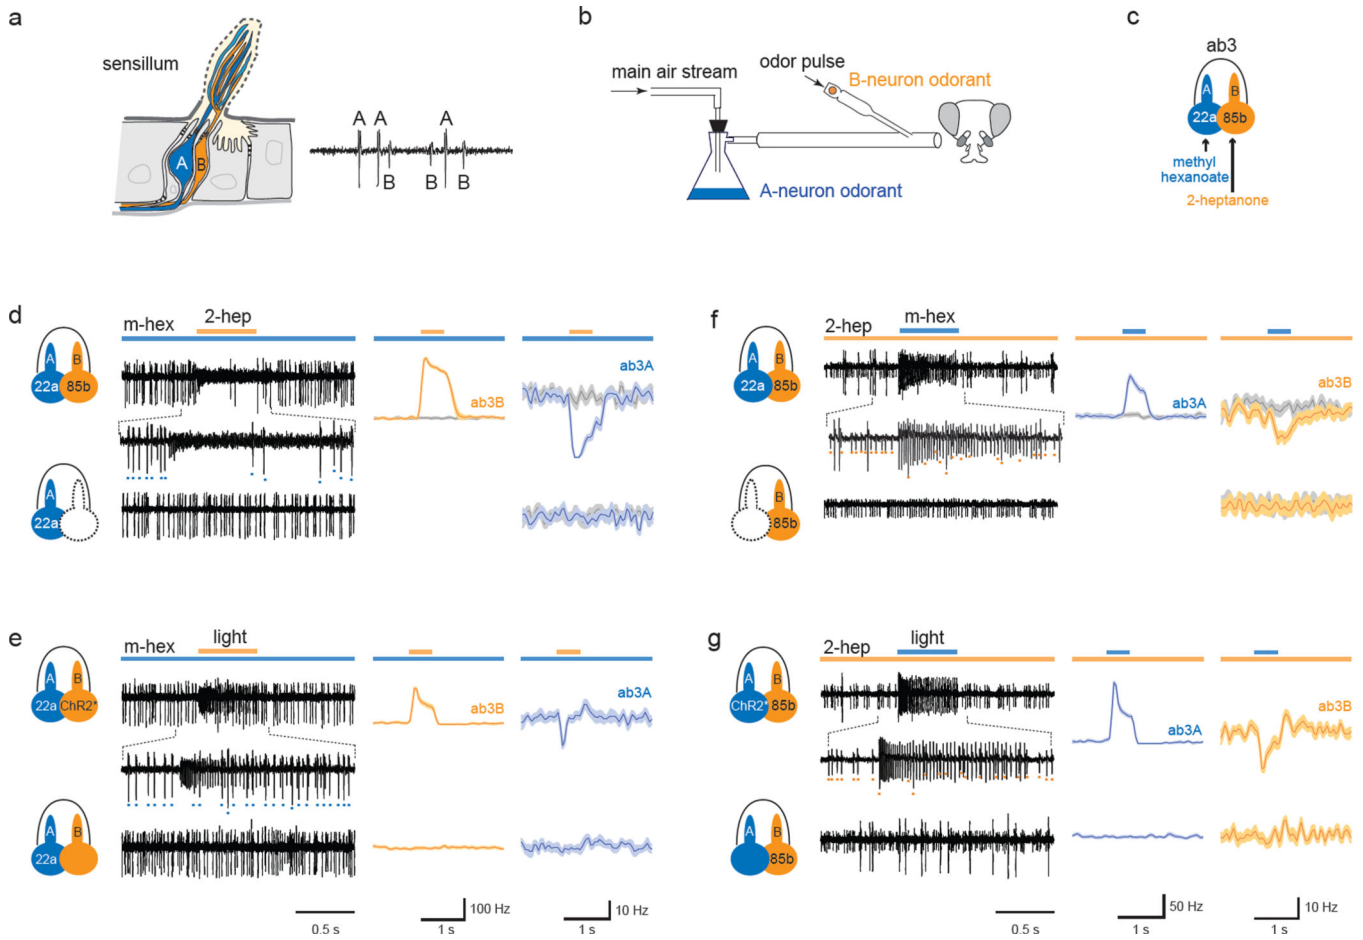 a
sensillum
A
B
A A A
B B B
b
main air stream
odor pulse
B-neuron odorant
A-neuron odorant
c
ab3
A B
22a 85b
methyl
hexanoate
2-heptanone
d
2-hep
m-hex
A B
22a 85b
ab3B
ab3A
A
22a
e
light
m-hex
A B
22a ChR2*
ab3B
ab3A
A B
22a
0.5 s
100 Hz
1 s
10 Hz
1 s
f
m-hex
2-hep
A B
22a 85b
ab3A
ab3B
B
85b
g
light
2-hep
A B
ChR2* 85b
ab3A
ab3B
A B
85b
0.5 s
50 Hz
1 s
10 Hz
1 s